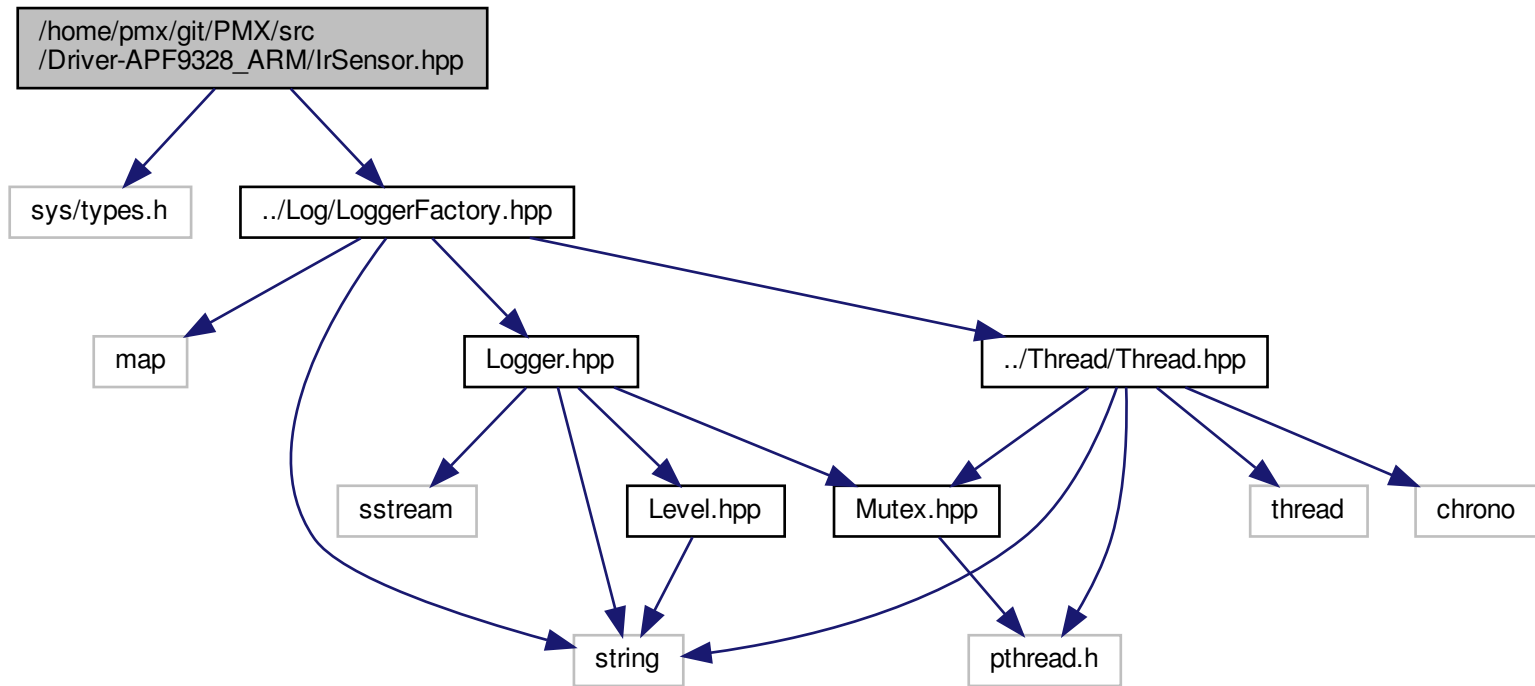 /home/pmx/git/PMX/src
/Driver-APF9328_ARM/IrSensor.hpp
sys/types.h
../Log/LoggerFactory.hpp
map
Logger.hpp
../Thread/Thread.hpp
sstream
Level.hpp
Mutex.hpp
thread
chrono
string
pthread.h